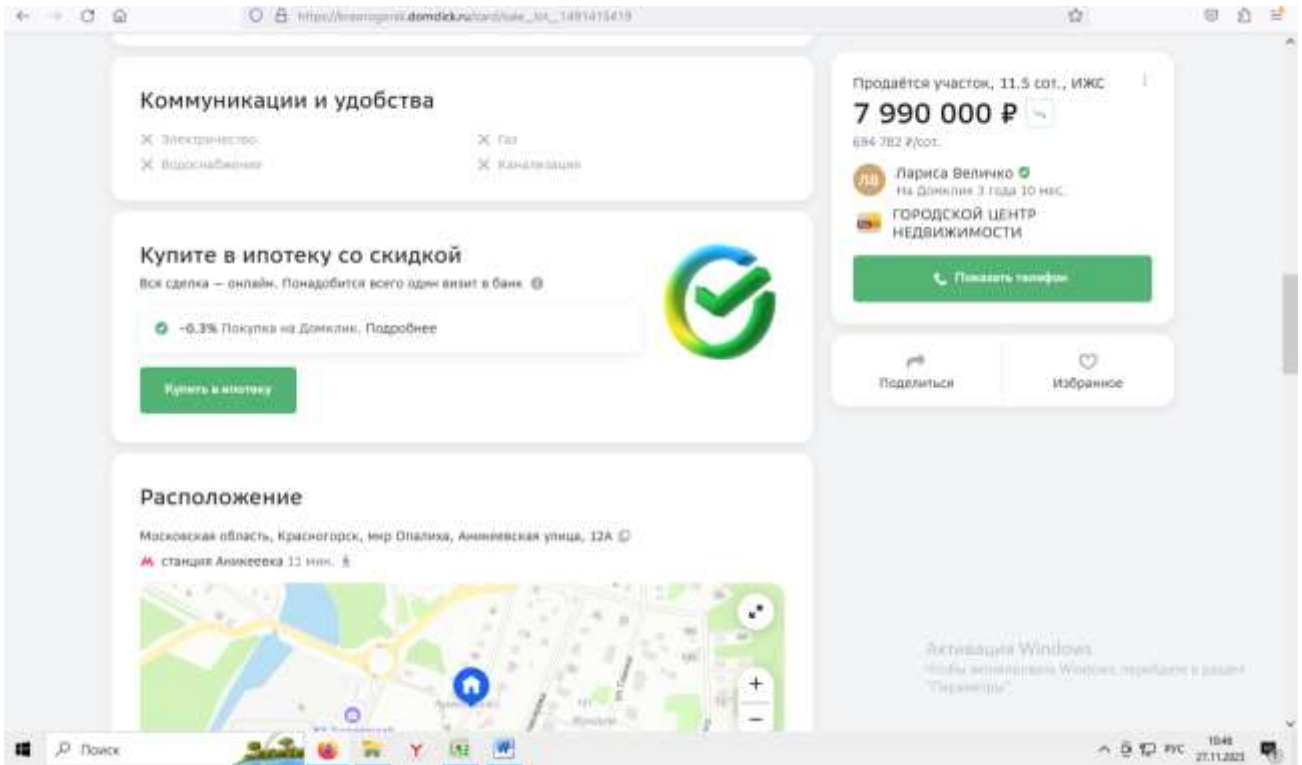 Коммуникации и удобства
Электричество
Газ
Водоснабжение
Канализация
Купите в ипотеку со скидкой
Вся сделка — онлайн. Понадобится всего один визит в банк
-0.3% Покупка на Домклик. Подробнее
Купить в ипотеку
Расположение
Московская область, Красногорск, мкр Опалиха, Аникеевская улица, 12А
станция Аникеевка 11 мин.
Продаётся участок, 11.5 сот., ИЖС
7 990 000 ₽
694 782 ₽/сот.
ЛВ
Лариса Величко
На Домклик 3 года 10 мес.
ГОРОДСКОЙ ЦЕНТР
НЕДВИЖИМОСТИ
Показать телефон
Поделиться
Избранное
Активация Windows
Чтобы активировать Windows, перейдите в раздел
"Параметры".
Поиск
РУС
10:46
27.11.2023